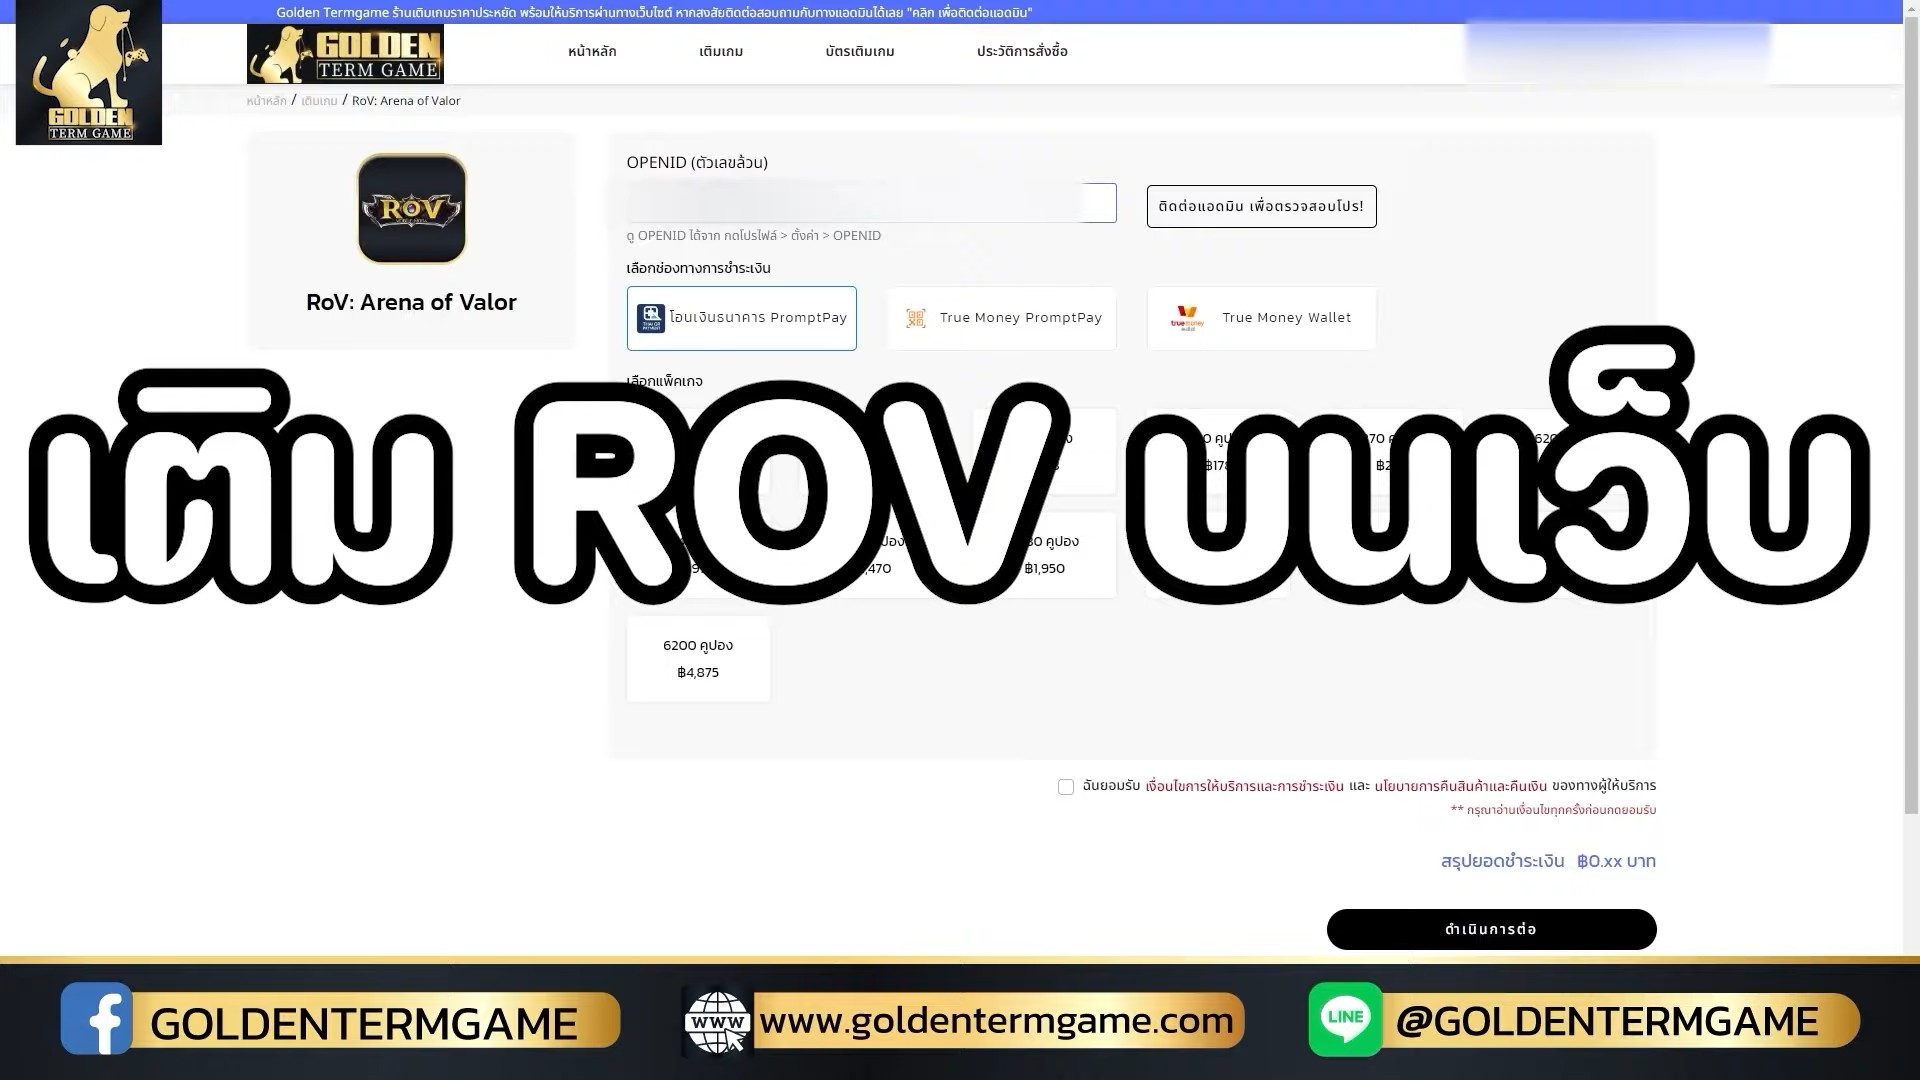 Golden Termgame ร้านเติมเกมราคาประหยัด พร้อมให้บริการผ่านทางเว็บไซต์ หากสงสัยติดต่อสอบถามกับทางแอดมินได้เลย "คลิก เพื่อติดต่อแอดมิน"
GOLDEN
TERM GAME
GOLDEN
TERM GAME
หน้าหลัก เติมเกม บัตรเติมเกม ประวัติการสั่งซื้อ
หน้าหลัก / เติมเกม / RoV: Arena of Valor
ROV
RoV: Arena of Valor
OPENID (ตัวเลขล้วน)
ติดต่อแอดมิน เพื่อตรวจสอบโปร!
ดู OPENID ได้จาก กดโปรไฟล์ > ตั้งค่า > OPENID
เลือกช่องทางการชำระเงิน
โอนเงินธนาคาร PromptPay
True Money PromptPay
True Money Wallet
เลือกแพ็คเกจ
เติม ROV บนเว็บ
คูปอง
฿1,950
6200 คูปอง
฿4,875
ฉันยอมรับ เงื่อนไขการให้บริการและการชำระเงิน และ นโยบายการคืนสินค้าและคืนเงิน ของทางผู้ให้บริการ
** กรุณาอ่านเงื่อนไขทุกครั้งก่อนกดยอมรับ
สรุปยอดชำระเงิน ฿0.xx บาท
ดำเนินการต่อ
GOLDENTERMGAME
www
www.goldentermgame.com
LINE
@GOLDENTERMGAME